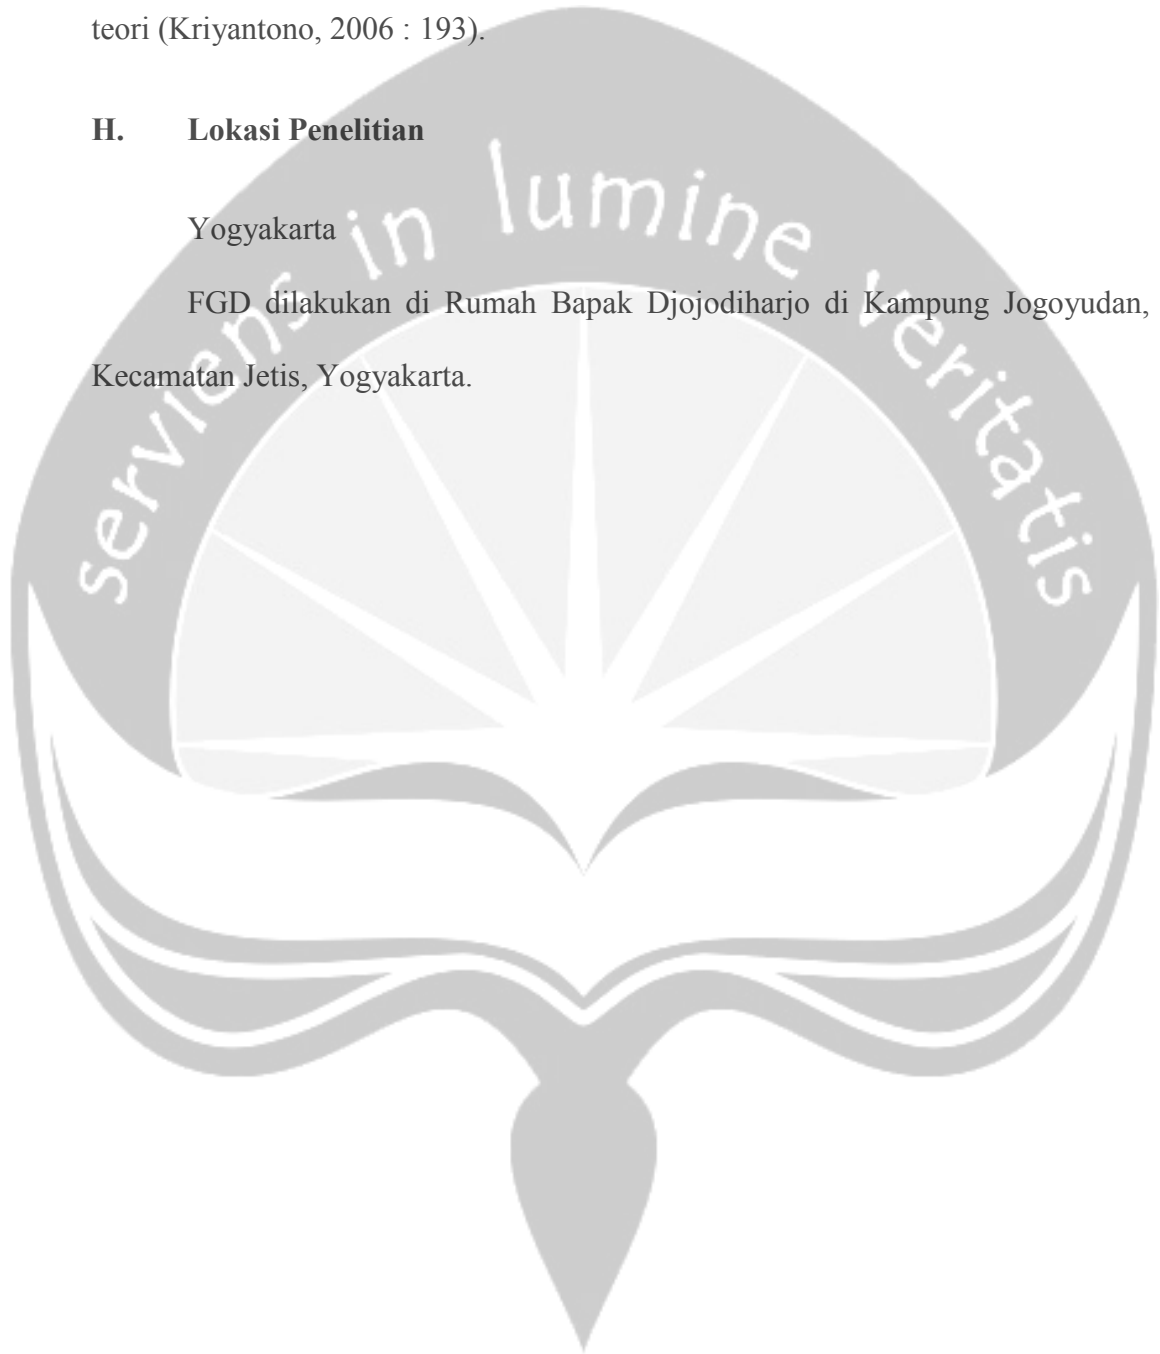 teori (Kriyantono, 2006 : 193).
H. Lokasi Penelitian
Yogyakarta
FGD dilakukan di Rumah Bapak Djojodiharjo di Kampung Jogoyudan,
Kecamatan Jetis, Yogyakarta.
serviens in lumine veritatis